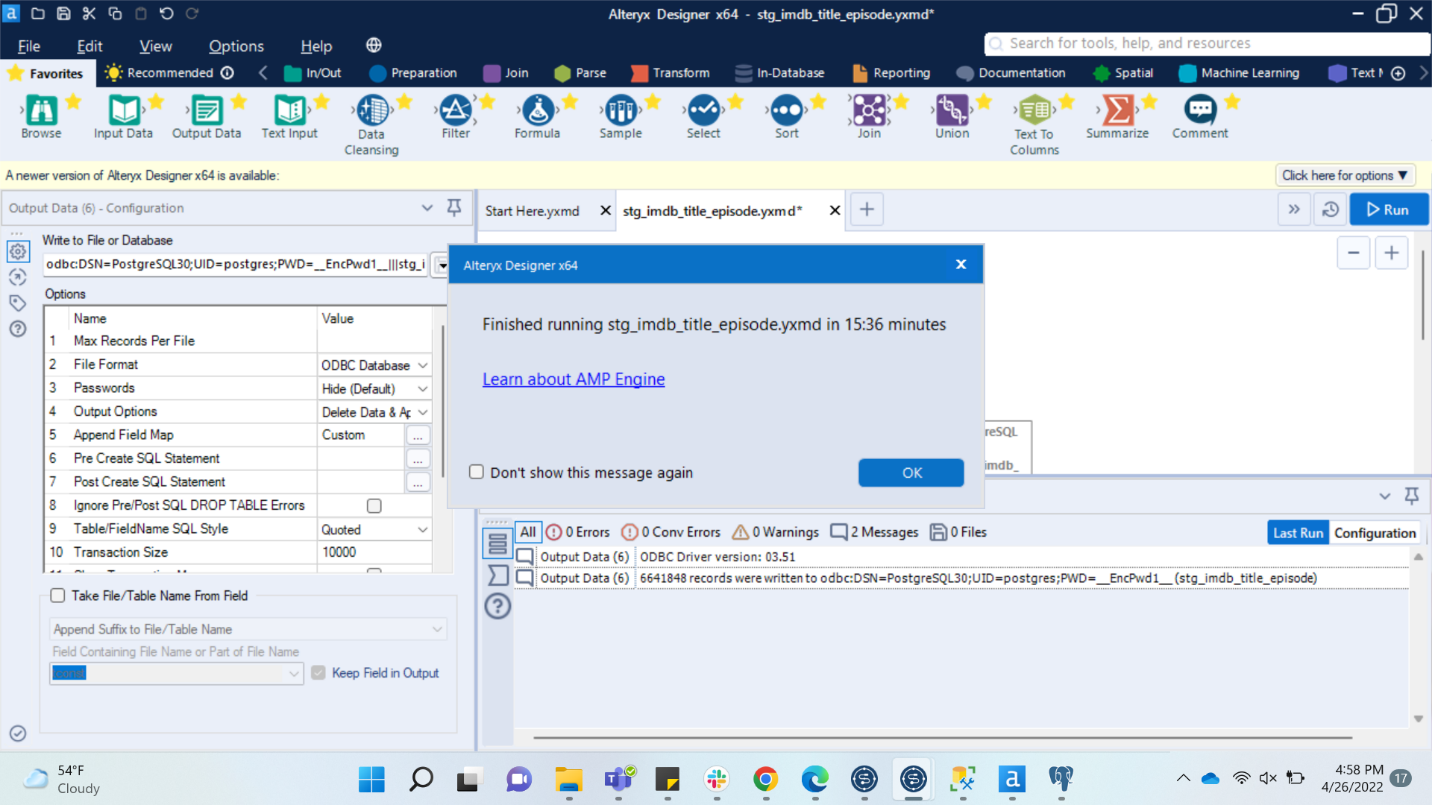 Alteryx Designer x64 - stg_imdb_title_episode.yxmd*
File Edit View Options Help
Search for tools, help, and resources
Favorites Recommended In/Out Preparation Join Parse Transform In-Database Reporting Documentation Spatial Machine Learning Text
Browse Input Data Output Data Text Input Data Cleansing Filter Formula Sample Select Sort Join Union Text To Columns Summarize Comment
A newer version of Alteryx Designer x64 is available:
Click here for options ▼
Output Data (6) - Configuration
Start Here.yxmd
stg_imdb_title_episode.yxmd*
Run
Write to File or Database
odbc:DSN=PostgreSQL30;UID=postgres;PWD=__EncPwd1__|||stg_i
Options
Name Value
1 Max Records Per File
2 File Format ODBC Database
3 Passwords Hide (Default)
4 Output Options Delete Data & Ap
5 Append Field Map Custom ...
6 Pre Create SQL Statement ...
7 Post Create SQL Statement ...
8 Ignore Pre/Post SQL DROP TABLE Errors
9 Table/FieldName SQL Style Quoted
10 Transaction Size 10000
Take File/Table Name From Field
Append Suffix to File/Table Name
Field Containing File Name or Part of File Name
Keep Field in Output
Alteryx Designer x64
Finished running stg_imdb_title_episode.yxmd in 15:36 minutes
Learn about AMP Engine
Don't show this message again
OK
reSQL
imdb_
All 0 Errors 0 Conv Errors 0 Warnings 2 Messages 0 Files
Last Run Configuration
Output Data (6) ODBC Driver version: 03.51
Output Data (6) 6641848 records were written to odbc:DSN=PostgreSQL30;UID=postgres;PWD=__EncPwd1__ (stg_imdb_title_episode)
54°F
Cloudy
4:58 PM
4/26/2022
17